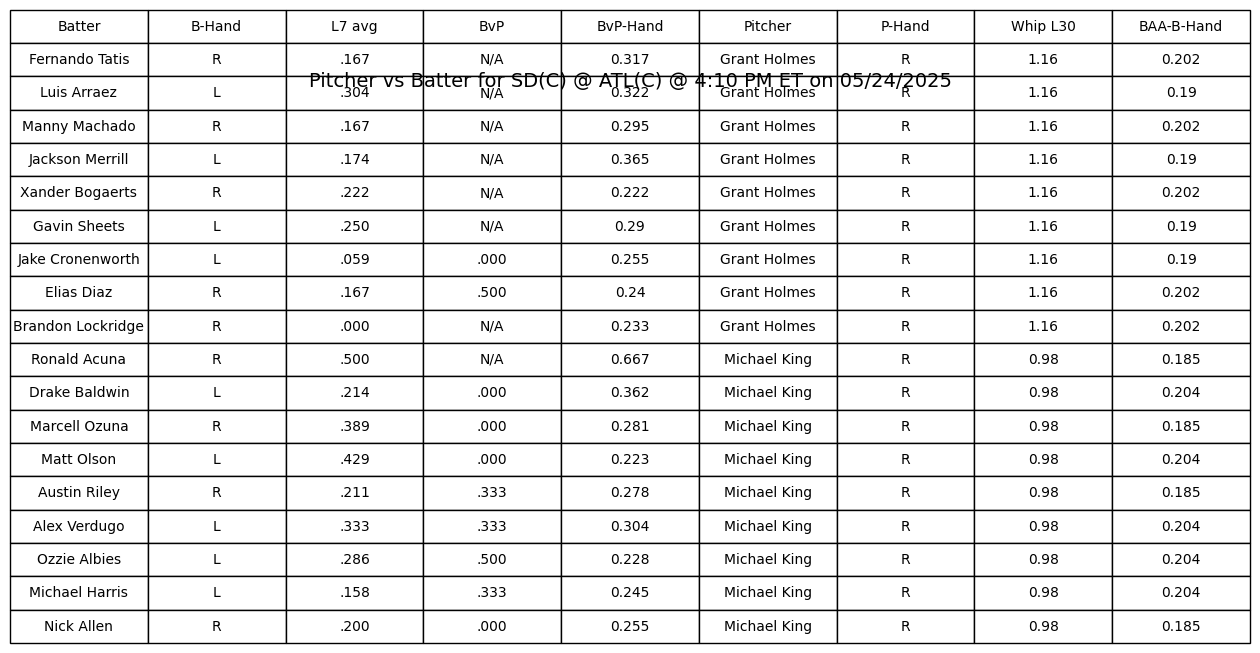 Batter B-Hand L7 avg BvP BvP-Hand Pitcher P-Hand Whip L30 BAA-B-Hand
Fernando Tatis R .167 N/A 0.317 Grant Holmes R 1.16 0.202
Pitcher vs Batter for SD(C) @ ATL(C) @ 4:10 PM ET on 05/24/2025
Luis Arraez L .304 N/A 0.322 Grant Holmes R 1.16 0.19
Manny Machado R .167 N/A 0.295 Grant Holmes R 1.16 0.202
Jackson Merrill L .174 N/A 0.365 Grant Holmes R 1.16 0.19
Xander Bogaerts R .222 N/A 0.222 Grant Holmes R 1.16 0.202
Gavin Sheets L .250 N/A 0.29 Grant Holmes R 1.16 0.19
Jake Cronenworth L .059 .000 0.255 Grant Holmes R 1.16 0.19
Elias Diaz R .167 .500 0.24 Grant Holmes R 1.16 0.202
Brandon Lockridge R .000 N/A 0.233 Grant Holmes R 1.16 0.202
Ronald Acuna R .500 N/A 0.667 Michael King R 0.98 0.185
Drake Baldwin L .214 .000 0.362 Michael King R 0.98 0.204
Marcell Ozuna R .389 .000 0.281 Michael King R 0.98 0.185
Matt Olson L .429 .000 0.223 Michael King R 0.98 0.204
Austin Riley R .211 .333 0.278 Michael King R 0.98 0.185
Alex Verdugo L .333 .333 0.304 Michael King R 0.98 0.204
Ozzie Albies L .286 .500 0.228 Michael King R 0.98 0.204
Michael Harris L .158 .333 0.245 Michael King R 0.98 0.204
Nick Allen R .200 .000 0.255 Michael King R 0.98 0.185